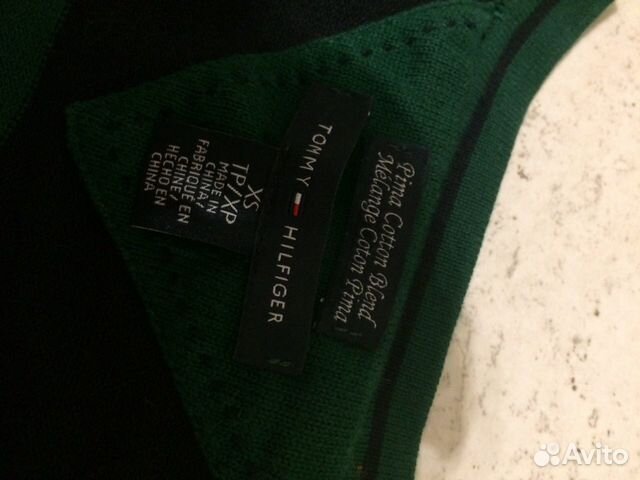 Pima Cotton Blend
Mélange Coton Pima
TOMMY HILFIGER
XS
TP/XP
MADE IN
CHINA/
FABRIQUÉ EN
CHINE/
HECHO EN
CHINA
Avito